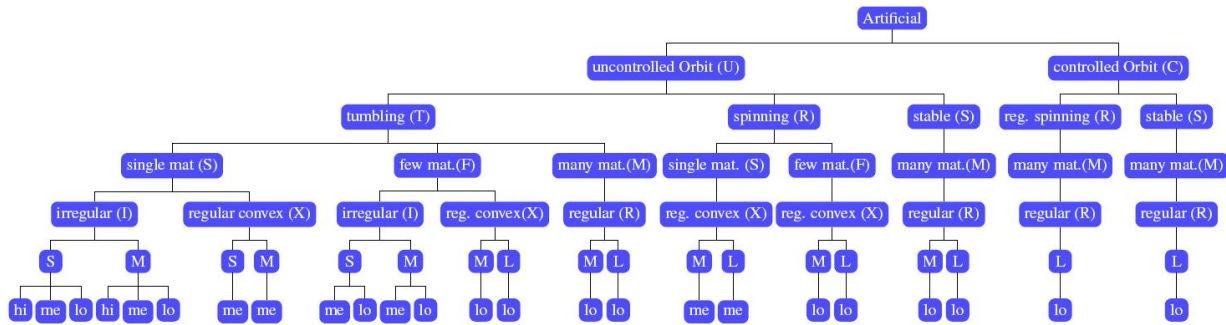 Artificial
uncontrolled Orbit (U) controlled Orbit (C)
tumbling (T) spinning (R) stable (S) reg. spinning (R) stable (S)
single mat (S) few mat.(F) many mat.(M) single mat. (S) few mat.(F) many mat.(M) many mat.(M) many mat.(M)
irregular (I) regular convex (X) irregular (I) reg. convex(X) regular (R) reg. convex (X) reg. convex (X) regular (R) regular (R) regular (R)
S M S M S M M L M L M L M L M L L L
hi me lo hi me lo me me me lo me lo lo lo lo lo me me lo lo lo lo lo lo